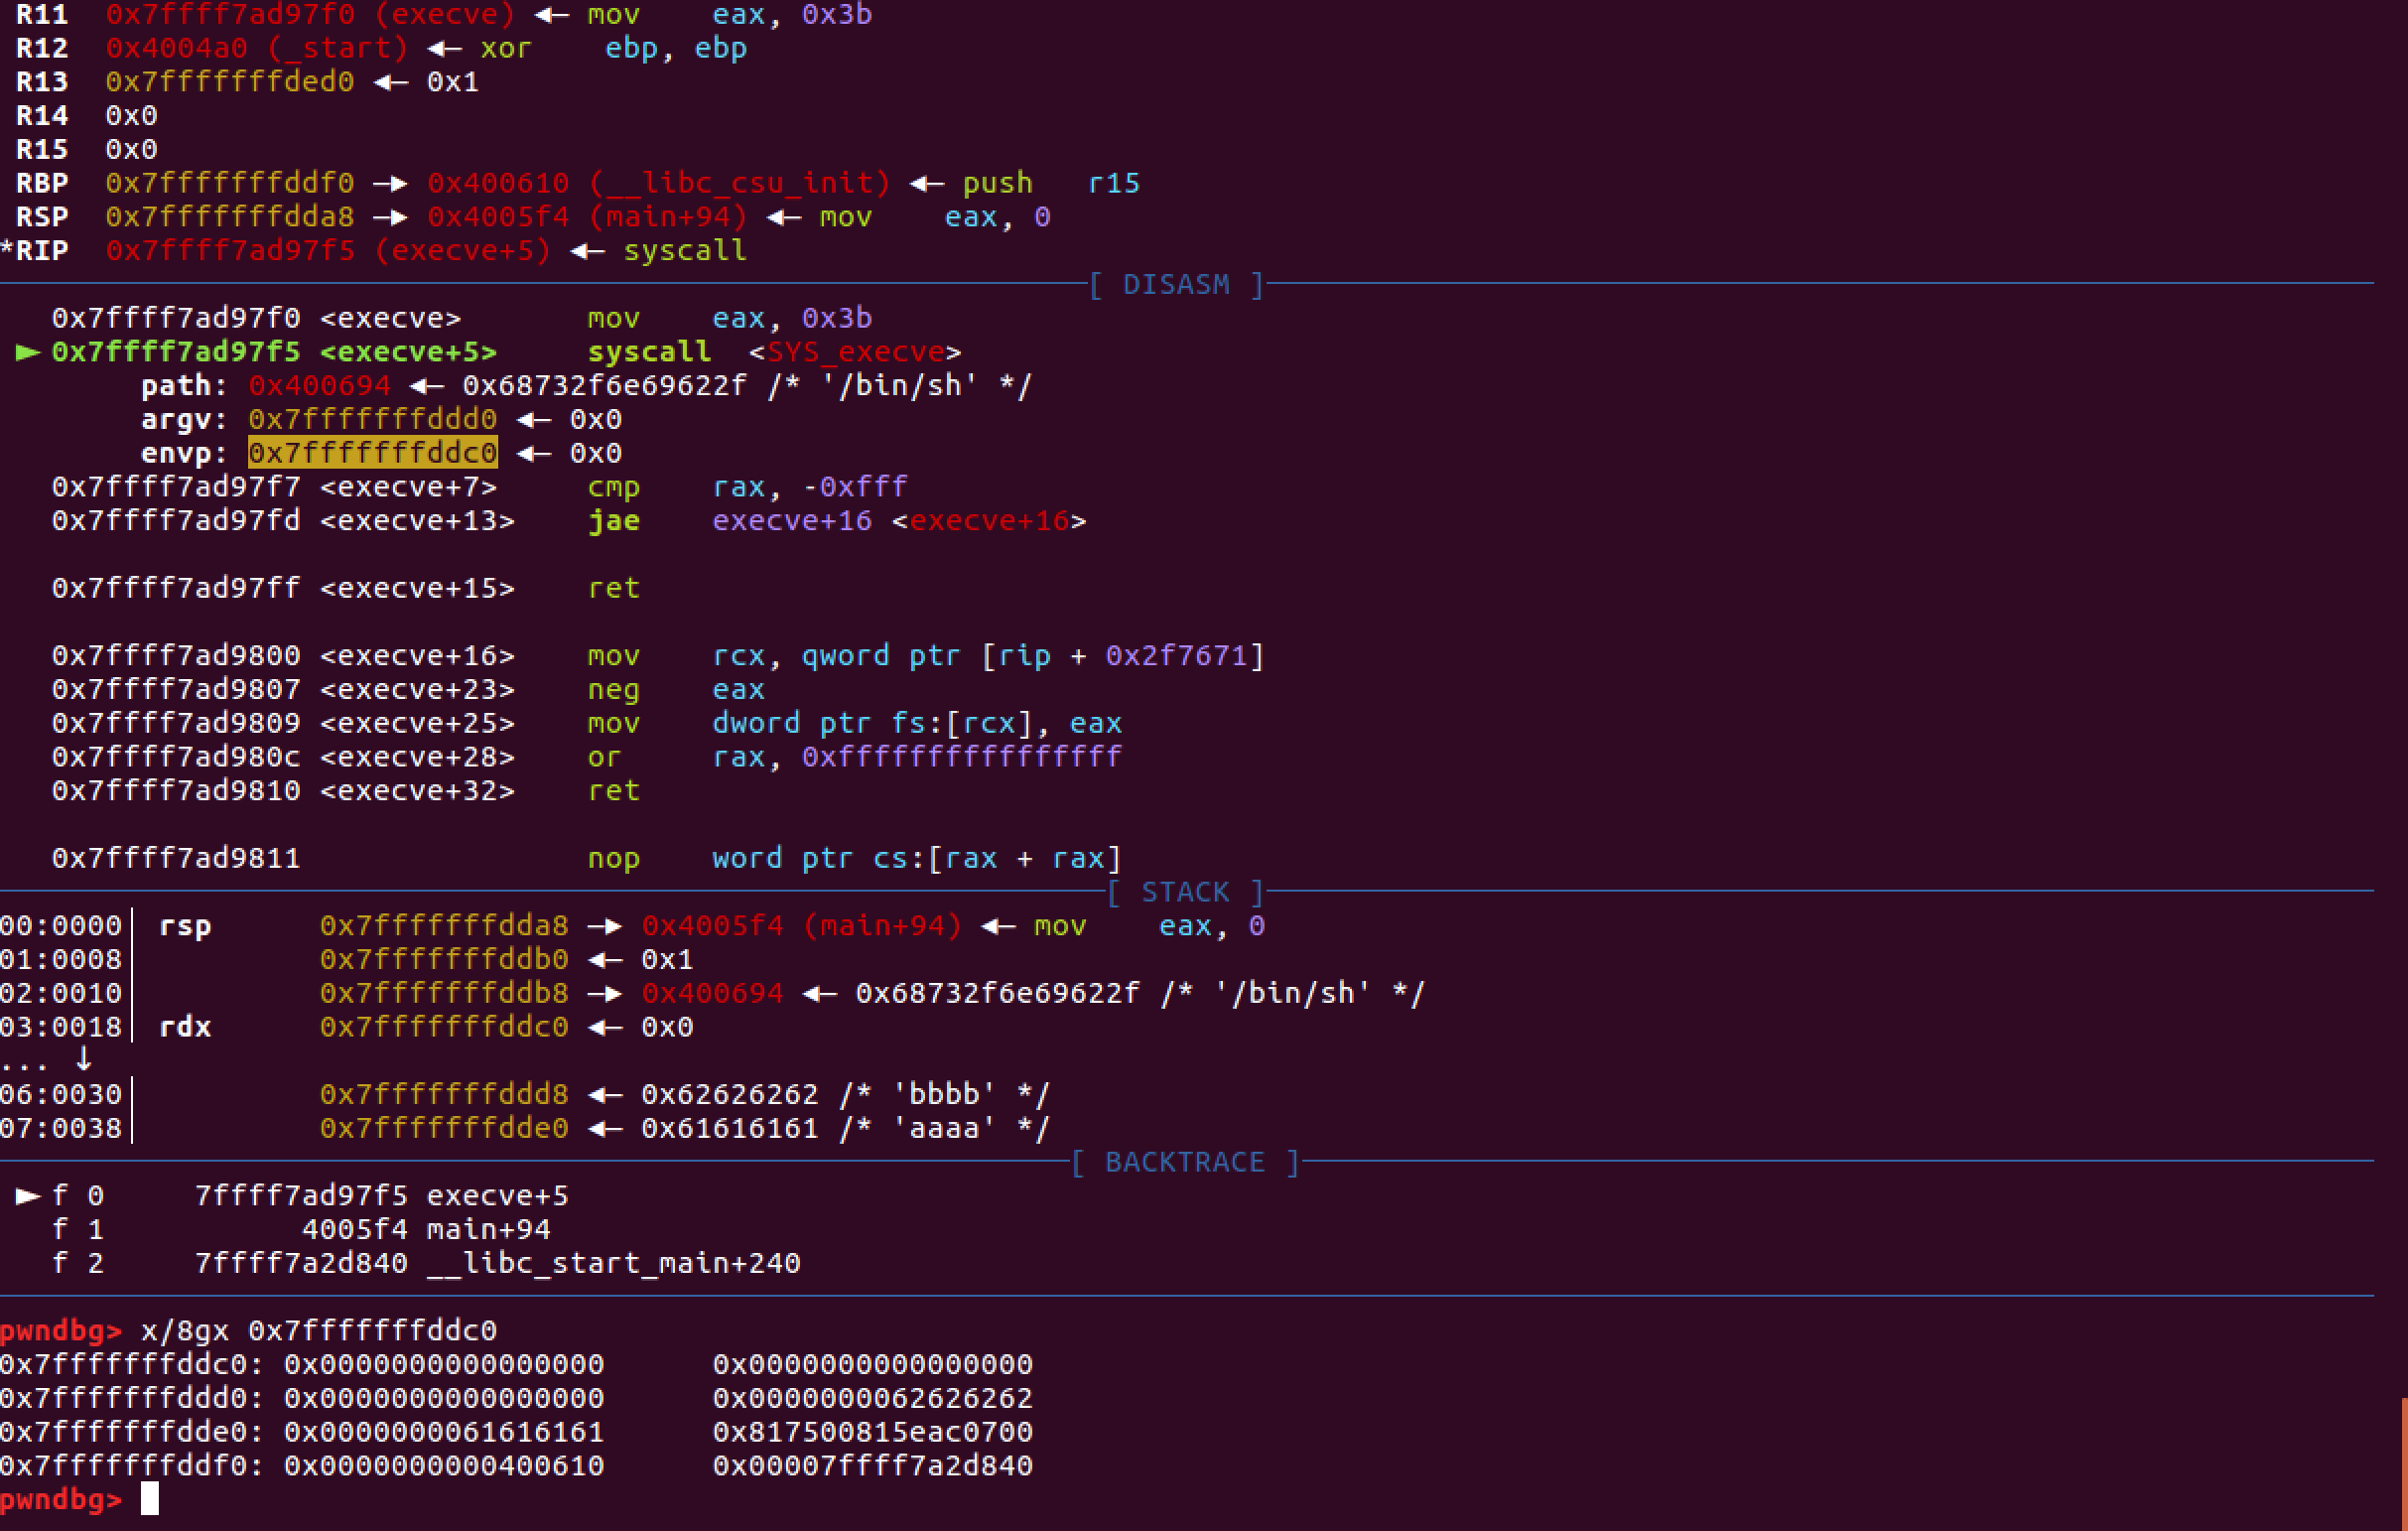 R11  0x7ffff7ad97f0 (execve) ◄— mov    eax, 0x3b
R12  0x4004a0 (_start) ◄— xor    ebp, ebp
R13  0x7fffffffded0 ◄— 0x1
R14  0x0
R15  0x0
RBP  0x7fffffffddf0 —► 0x400610 (__libc_csu_init) ◄— push   r15
RSP  0x7fffffffdda8 —► 0x4005f4 (main+94) ◄— mov    eax, 0
*RIP  0x7ffff7ad97f5 (execve+5) ◄— syscall
[ DISASM ]
0x7ffff7ad97f0 <execve>       mov    eax, 0x3b
► 0x7ffff7ad97f5 <execve+5>     syscall  <SYS_execve>
path: 0x400694 ◄— 0x68732f6e69622f /* '/bin/sh' */
argv: 0x7fffffffddd0 ◄— 0x0
envp: 0x7fffffffddc0 ◄— 0x0
0x7ffff7ad97f7 <execve+7>     cmp    rax, -0xfff
0x7ffff7ad97fd <execve+13>    jae    execve+16 <execve+16>
0x7ffff7ad97ff <execve+15>    ret
0x7ffff7ad9800 <execve+16>    mov    rcx, qword ptr [rip + 0x2f7671]
0x7ffff7ad9807 <execve+23>    neg    eax
0x7ffff7ad9809 <execve+25>    mov    dword ptr fs:[rcx], eax
0x7ffff7ad980c <execve+28>    or     rax, 0xffffffffffffffff
0x7ffff7ad9810 <execve+32>    ret
0x7ffff7ad9811                nop    word ptr cs:[rax + rax]
[ STACK ]
00:0000│ rsp      0x7fffffffdda8 —► 0x4005f4 (main+94) ◄— mov    eax, 0
01:0008│          0x7fffffffddb0 ◄— 0x1
02:0010│          0x7fffffffddb8 —► 0x400694 ◄— 0x68732f6e69622f /* '/bin/sh' */
03:0018│ rdx      0x7fffffffddc0 ◄— 0x0
... ↓
06:0030│          0x7fffffffddd8 ◄— 0x62626262 /* 'bbbb' */
07:0038│          0x7fffffffdde0 ◄— 0x61616161 /* 'aaaa' */
[ BACKTRACE ]
► f 0     7ffff7ad97f5 execve+5
f 1           4005f4 main+94
f 2     7ffff7a2d840 __libc_start_main+240
pwndbg> x/8gx 0x7fffffffddc0
0x7fffffffddc0: 0x0000000000000000      0x0000000000000000
0x7fffffffddd0: 0x0000000000000000      0x0000000062626262
0x7fffffffdde0: 0x0000000061616161      0x817500815eac0700
0x7fffffffddf0: 0x0000000000400610      0x00007ffff7a2d840
pwndbg>